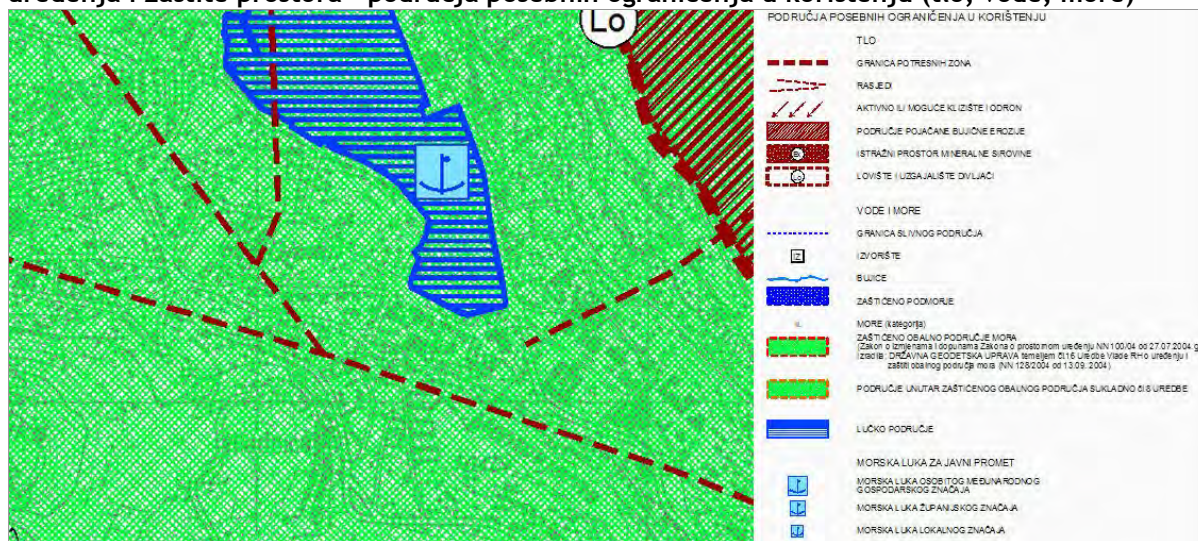 uređenja i zaštite prostora - područja posebnih ograničenja u korištenju (tlo, vode, more)
Lo
PODRUČJA POSEBNIH OGRANIČENJA U KORIŠTENJU
TLO
GRANICA POTRESNIH ZONA
RASJEDI
AKTIVNO ILI MOGUĆE KLIZIŠTE I ODRON
PODRUČJE POJAČANE BUJIČNE EROZIJE
ISTRAŽNI PROSTOR MINERALNE SIROVINE
Lo LOVIŠTE I UZGAJALIŠTE DIVLJAČI
VODE I MORE
GRANICA SLIVNOG PODRUČJA
IZ IZVORIŠTE
BUJICE
ZAŠTIĆENO PODMORJE
MORE (kategorija)
ZAŠTIĆENO OBALNO PODRUČJE MORA
(Zakon o izmjenama i dopunama Zakona o prostornom uređenju NN 100/04 od 27.07.2004.g
Izradila: DRŽAVNA GEODETSKA UPRAVA temeljem čl.16 Uredbe Vlade RH o uređenju i
zaštiti obalnog područja mora (NN 128/2004 od 13.09. 2004)
PODRUČJE UNUTAR ZAŠTIĆENOG OBALNOG PODRUČJA SUKLADNO čl.8 UREDBE
LUČKO PODRUČJE
MORSKA LUKA ZA JAVNI PROMET
MORSKA LUKA OSOBITOG MEĐUNARODNOG
GOSPODARSKOG ZNAČAJA
MORSKA LUKA ŽUPANIJSKOG ZNAČAJA
MORSKA LUKA LOKALNOG ZNAČAJA